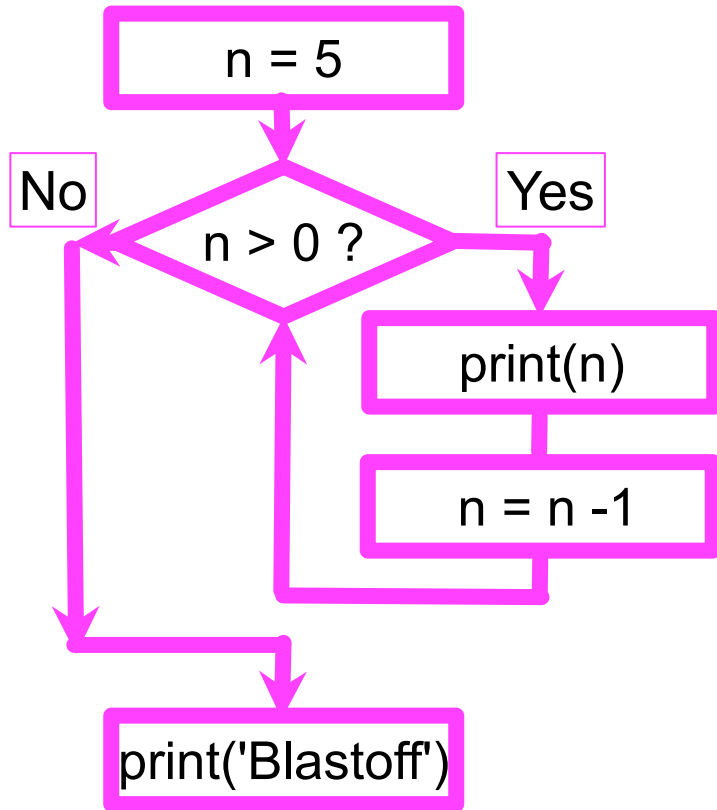 n = 5
No
Yes
n > 0 ?
print(n)
n = n -1
print('Blastoff')